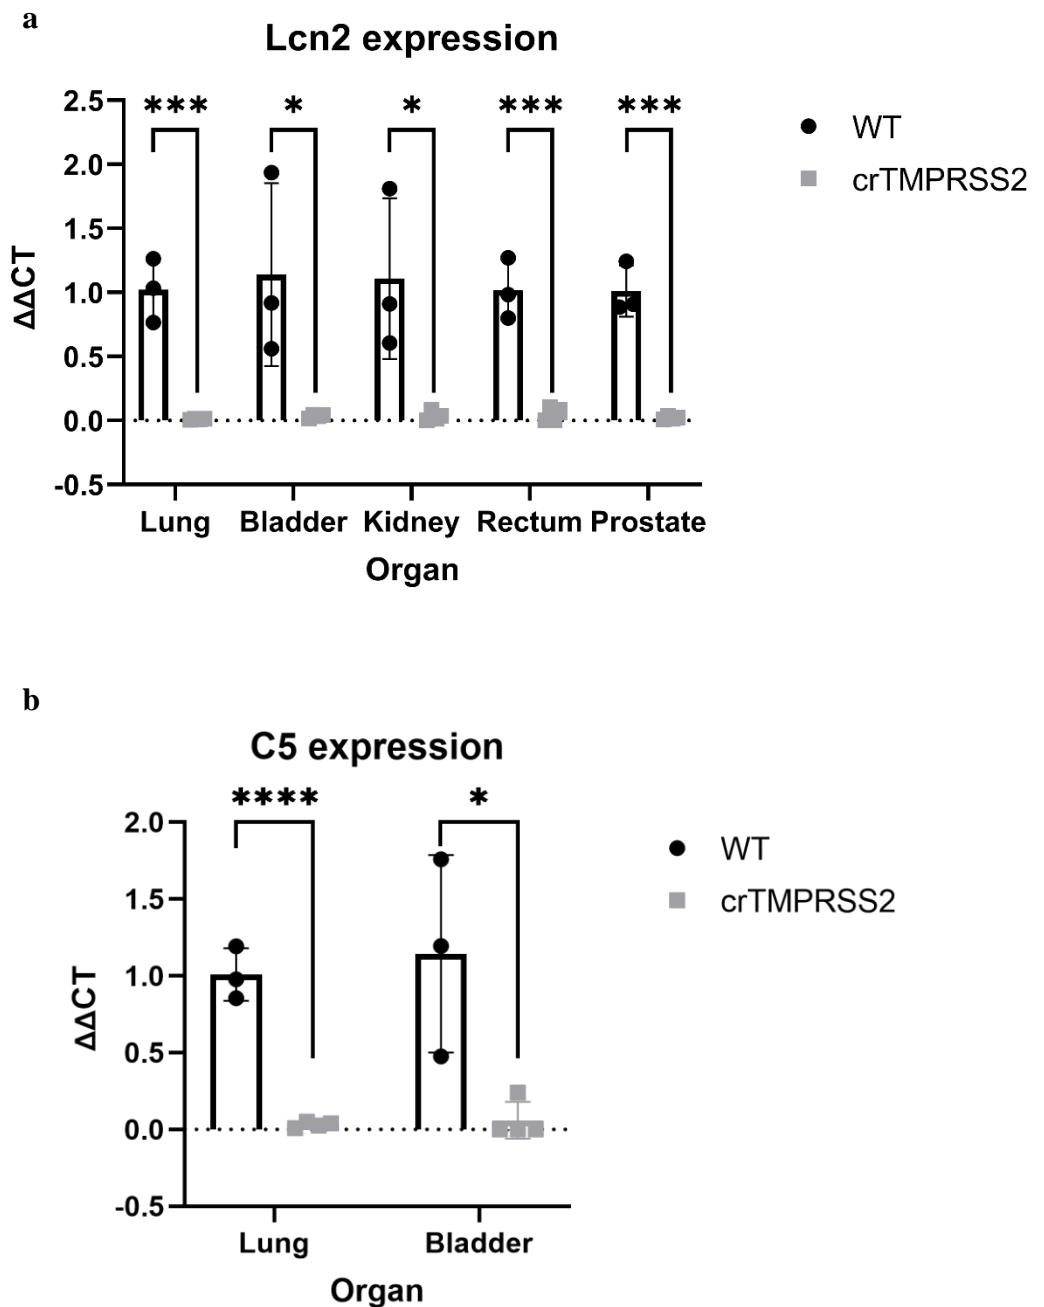 a
Lcn2 expression
2.5
2.0
1.5
1.0
0.5
0.0
-0.5
ΔΔCT
*** * * *** ***
WT
crTMPRSS2
Lung Bladder Kidney Rectum Prostate
Organ
b
C5 expression
2.0
1.5
1.0
0.5
0.0
-0.5
ΔΔCT
**** *
WT
crTMPRSS2
Lung Bladder
Organ